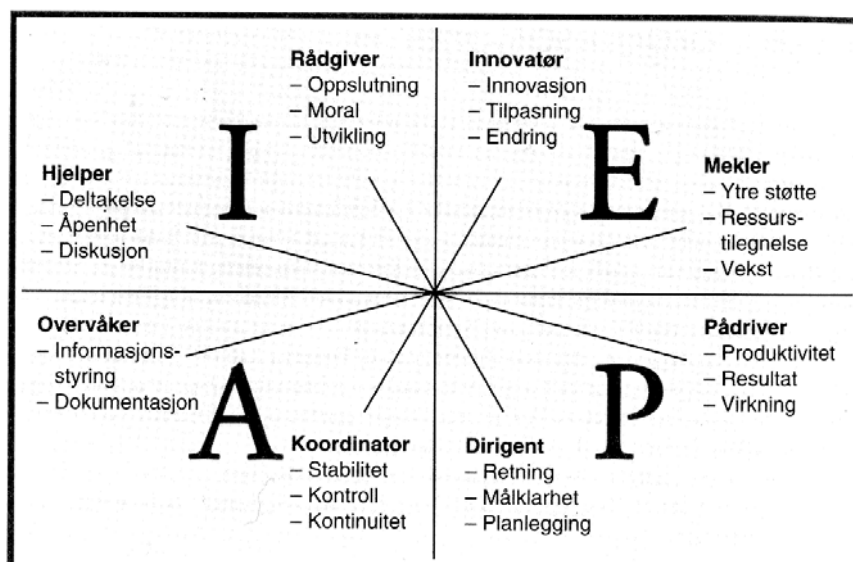 Rådgiver
– Oppslutning
– Moral
– Utvikling
Innovatør
– Innovasjon
– Tilpasning
– Endring
I
E
Hjelper
– Deltakelse
– Åpenhet
– Diskusjon
Mekler
– Ytre støtte
– Ressurs-
tilegnelse
– Vekst
Overvåker
– Informasjons-
styring
– Dokumentasjon
A
Koordinator
– Stabilitet
– Kontroll
– Kontinuitet
Dirigent
– Retning
– Målklarhet
– Planlegging
P
Pådriver
– Produktivitet
– Resultat
– Virkning